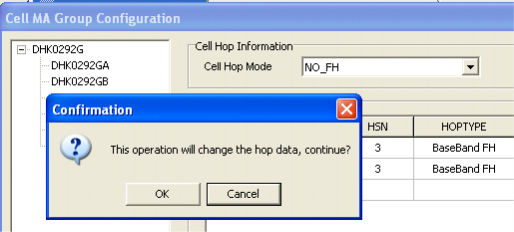 Cell MA Group Configuration
DHK0292G
DHK0292GA
DHK0292GB
Cell Hop Information
Cell Hop Mode NO_FH
Confirmation
This operation will change the hop data, continue?
OK Cancel
HSN HOPTYPE
3 BaseBand FH
3 BaseBand FH